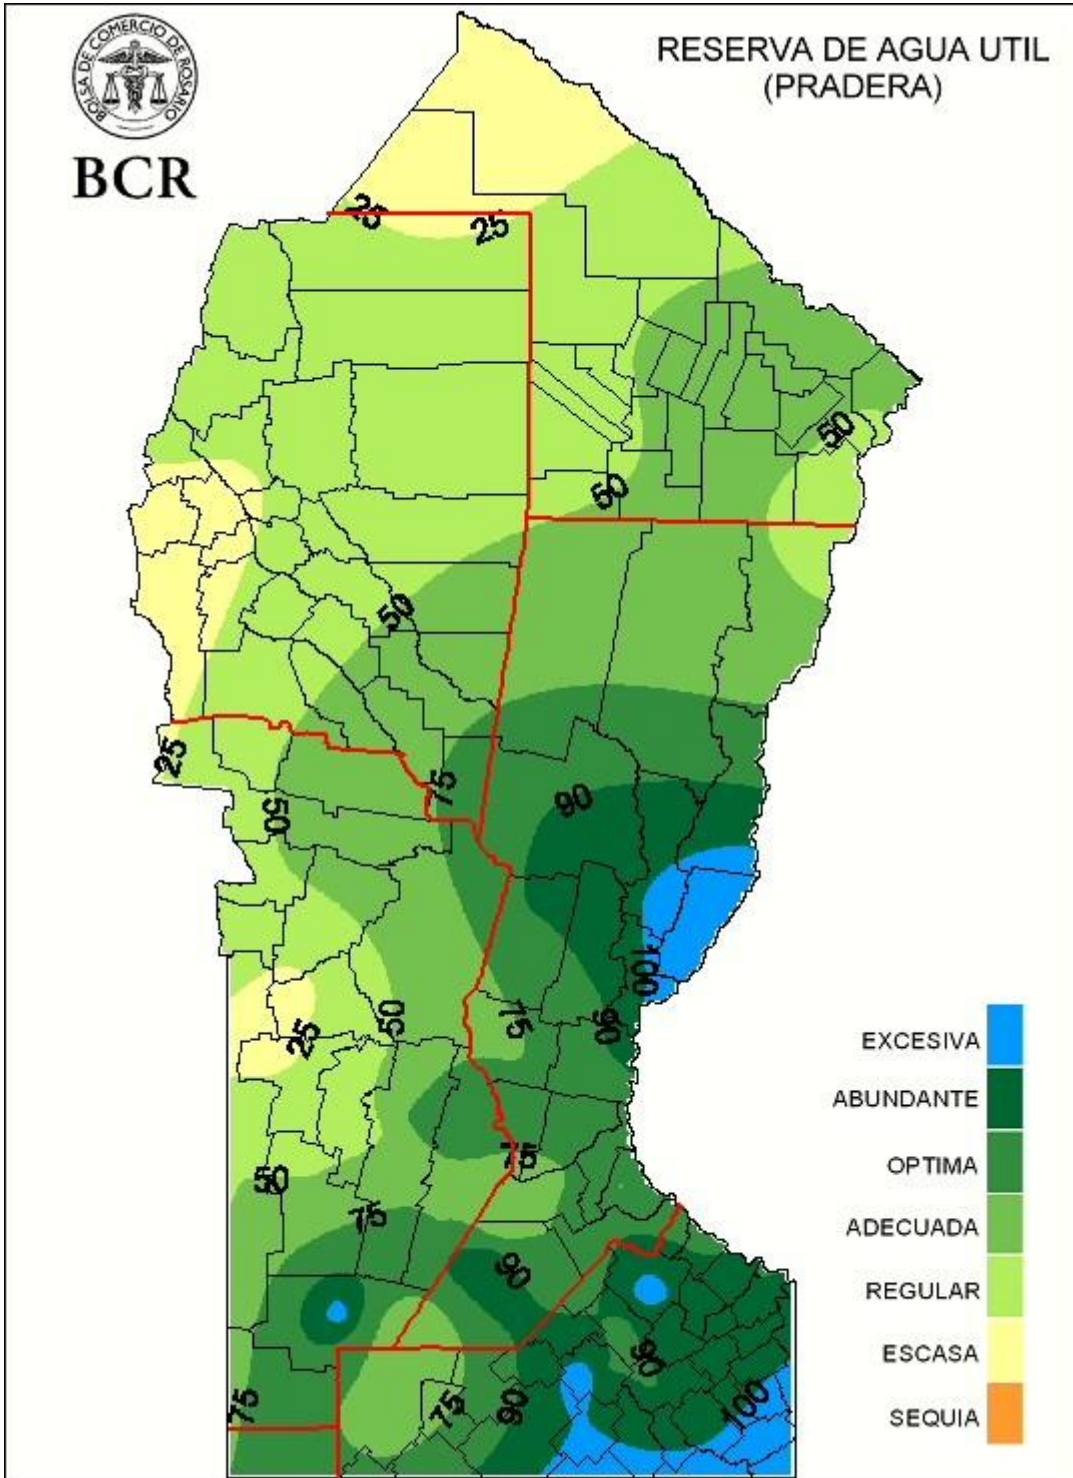 BOLSA DE COMERCIO DE ROSARIO
BCR
RESERVA DE AGUA UTIL
(PRADERA)
25
25
50
50
50
25
75
90
50
100
75
90
50
25
75
50
75
90
90
75
75
90
100
EXCESIVA
ABUNDANTE
OPTIMA
ADECUADA
REGULAR
ESCASA
SEQUIA